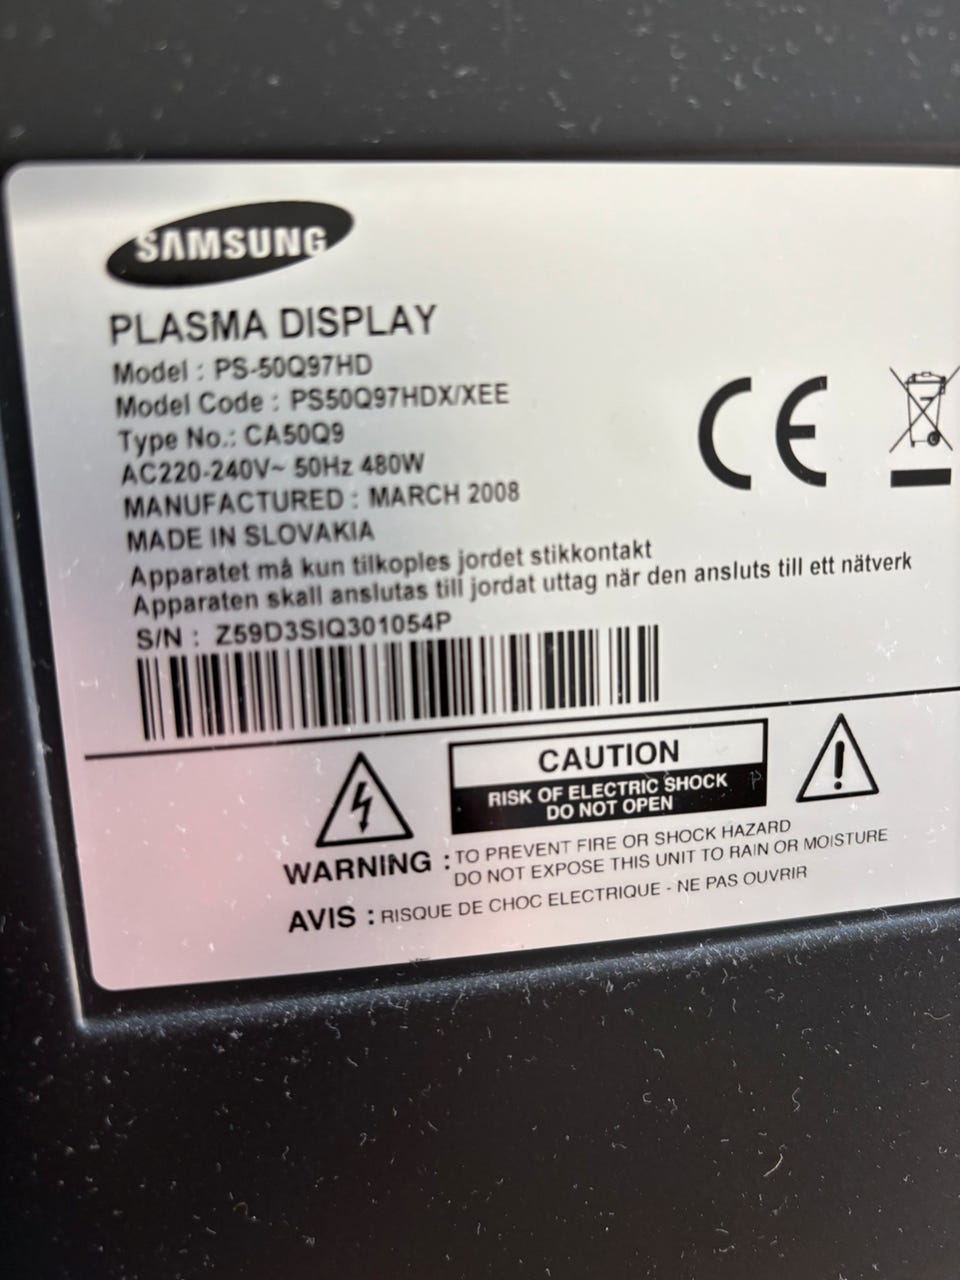 SAMSUNG
PLASMA DISPLAY
Model : PS-50Q97HD
Model Code : PS50Q97HDX/XEE
Type No.: CA50Q9
AC220-240V~ 50Hz 480W
MANUFACTURED : MARCH 2008
MADE IN SLOVAKIA
Apparatet må kun tilkoples jordet stikkontakt
Apparaten skall anslutas till jordat uttag når den ansluts till ett nätverk
S/N : Z59D3SIQ301054P
CE
CAUTION
RISK OF ELECTRIC SHOCK
DO NOT OPEN
WARNING : TO PREVENT FIRE OR SHOCK HAZARD
DO NOT EXPOSE THIS UNIT TO RAIN OR MOISTURE
AVIS : RISQUE DE CHOC ELECTRIQUE - NE PAS OUVRIR